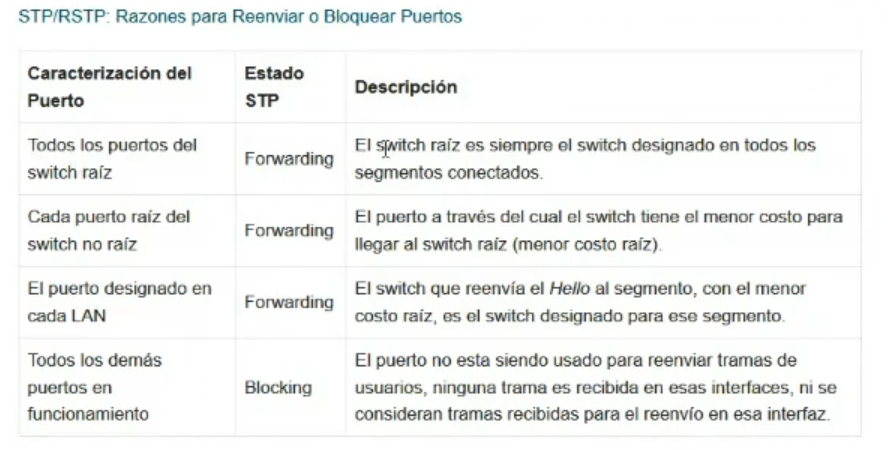 STP/RSTP: Razones para Reenviar o Bloquear Puertos
Caracterización del
Puerto
Estado
STP
Descripción
Todos los puertos del
switch raíz
Forwarding
El switch raíz es siempre el switch designado en todos los
segmentos conectados.
Cada puerto raíz del
switch no raíz
Forwarding
El puerto a través del cual el switch tiene el menor costo para
llegar al switch raíz (menor costo raíz).
El puerto designado en
cada LAN
Forwarding
El switch que reenvía el Hello al segmento, con el menor
costo raíz, es el switch designado para ese segmento.
Todos los demás
puertos en
funcionamiento
Blocking
El puerto no esta siendo usado para reenviar tramas de
usuarios, ninguna trama es recibida en esas interfaces, ni se
consideran tramas recibidas para el reenvío en esa interfaz.